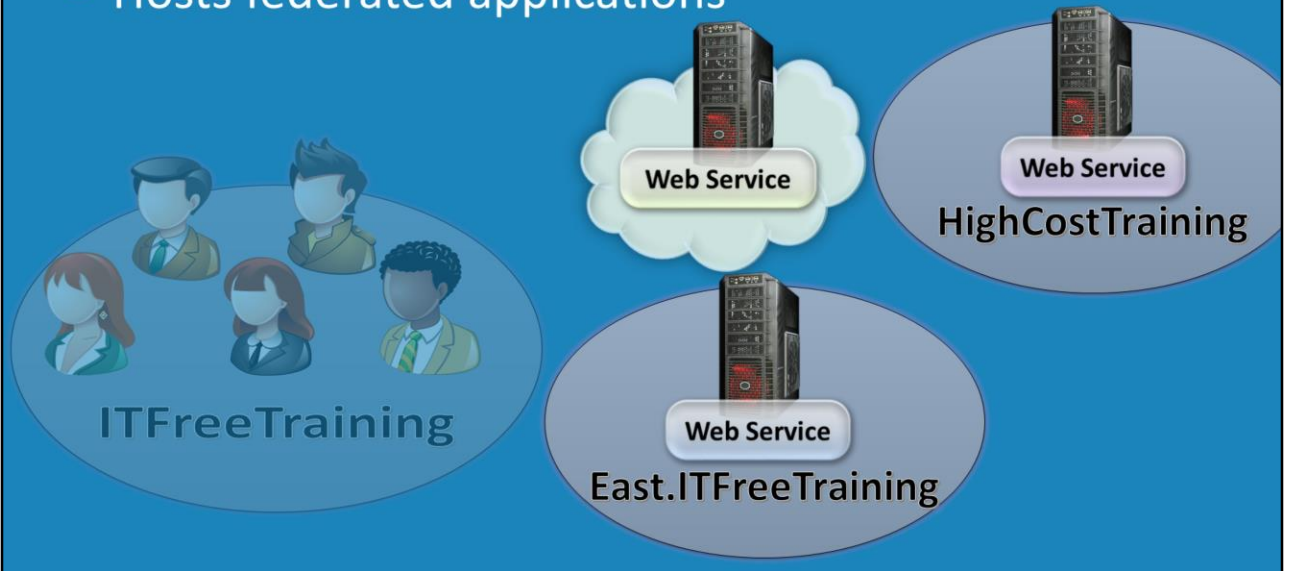 Hosts federated applications
Web Service
Web Service
HighCostTraining
ITFreeTraining
Web Service
East.ITFreeTraining